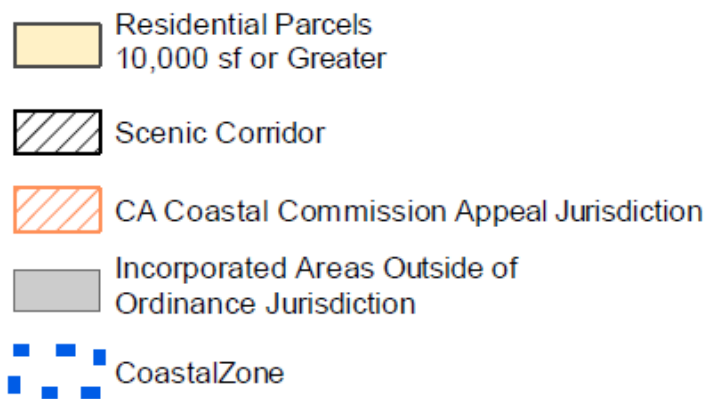 Residential Parcels
10,000 sf or Greater
Scenic Corridor
CA Coastal Commission Appeal Jurisdiction
Incorporated Areas Outside of
Ordinance Jurisdiction
CoastalZone